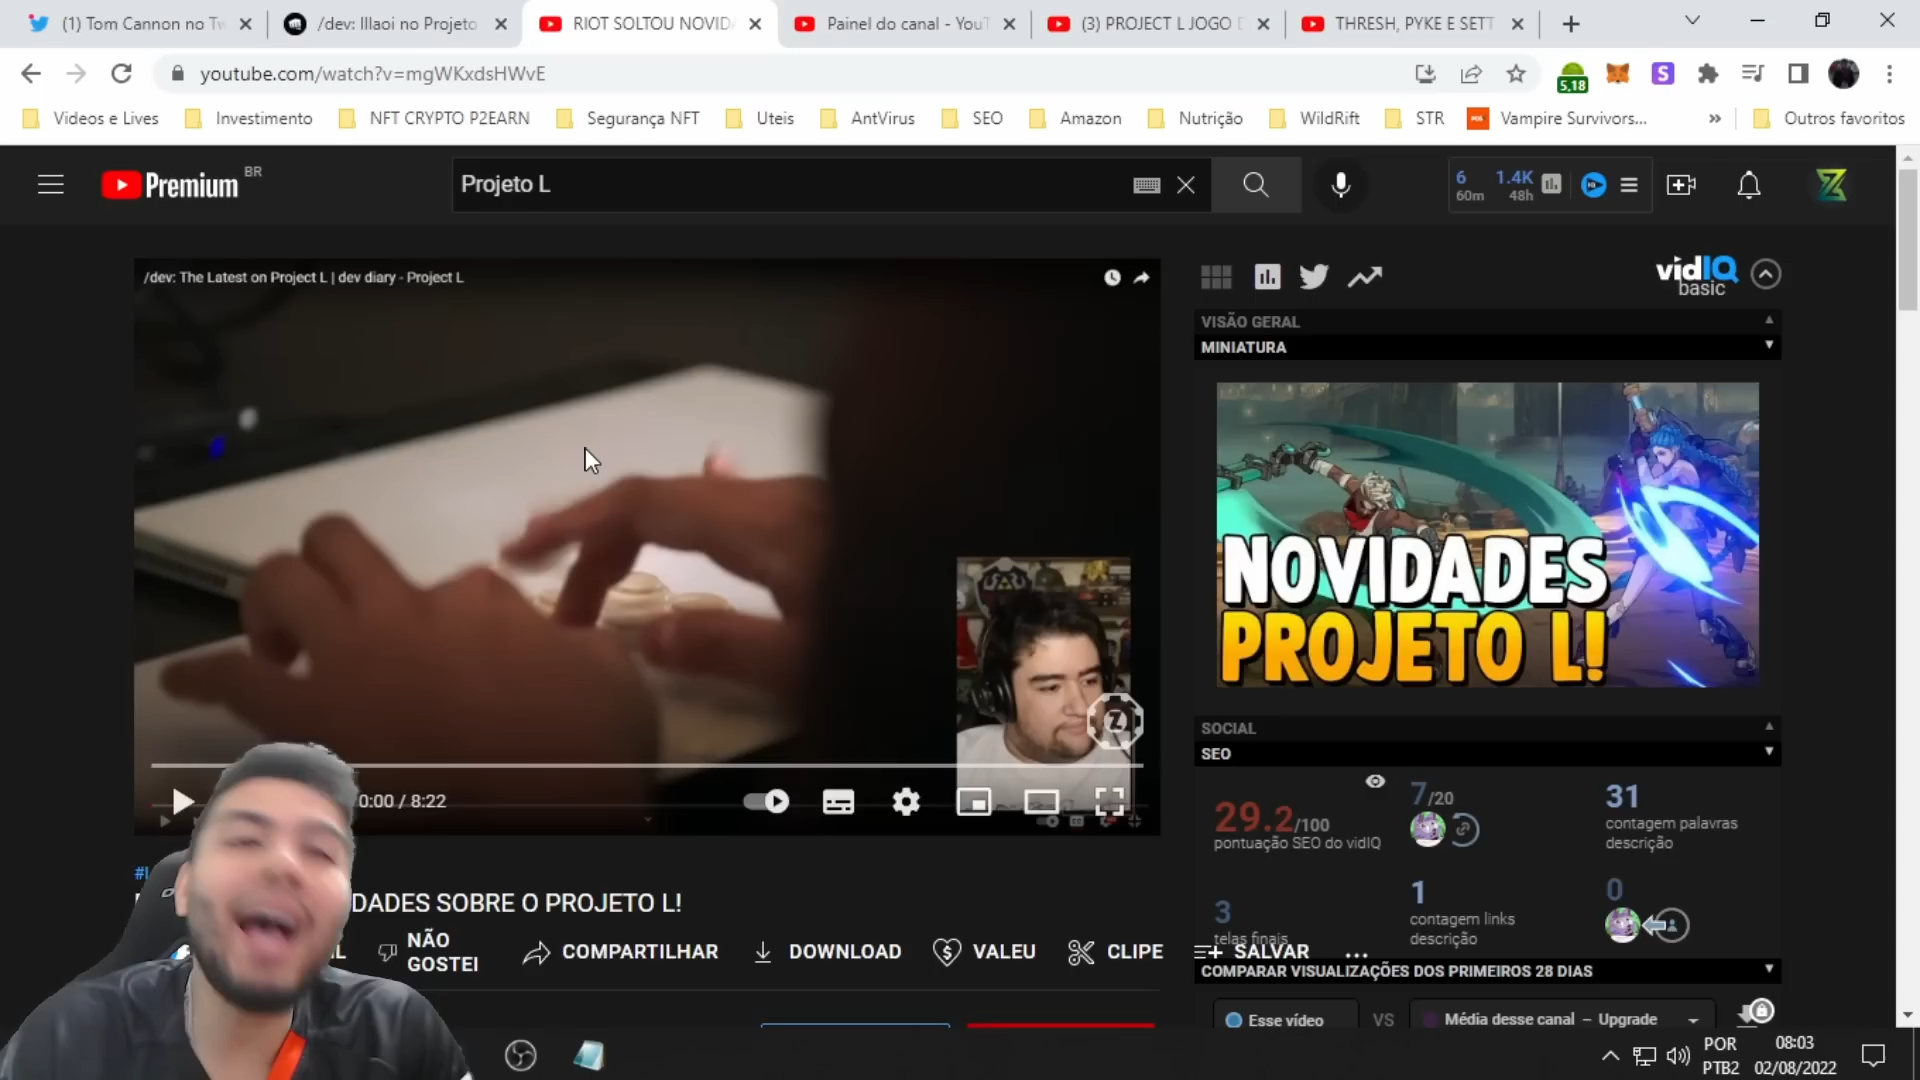 (1) Tom Cannon no Tw
/dev: Illaoi no Projeto
RIOT SOLTOU NOVID
Painel do canal - YouT
(3) PROJECT L JOGO D
THRESH, PYKE E SETT
youtube.com/watch?v=mgWKxdsHWvE
5,18
S
Videos e Lives
Investimento
NFT CRYPTO P2EARN
Segurança NFT
Uteis
AntVirus
SEO
Amazon
Nutrição
WildRift
STR
Vampire Survivors...
»
Outros favoritos
Premium BR
Projeto L
6 1.4K
60m 48h
/dev: The Latest on Project L | dev diary - Project L
vidIQ
basic
VISÃO GERAL
MINIATURA
NOVIDADES
PROJETO L!
Z
0:00 / 8:22
SOCIAL
SEO
29.2/100
pontuação SEO do vidIQ
7/20
31
contagem palavras
descrição
3
telas finais
1
contagem links
descrição
0
DADES SOBRE O PROJETO L!
NÃO
GOSTEI
COMPARTILHAR
DOWNLOAD
VALEU
CLIPE
SALVAR
...
COMPARAR VISUALIZAÇÕES DOS PRIMEIROS 28 DIAS
Esse vídeo
VS
Média desse canal – Upgrade
POR
PTB2
08:03
02/08/2022